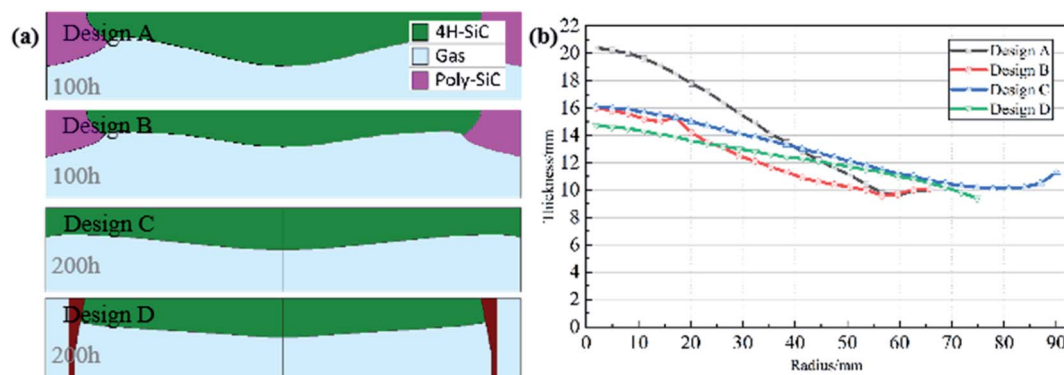 (a)
Design A
100h
4H-SiC
Gas
Poly-SiC
Design B
100h
Design C
200h
Design D
200h
(b)
22
20
18
16
14
12
10
8
6
4
2
0
Thickness/mm
Design A
Design B
Design C
Design D
0 10 20 30 40 50 60 70 80 90
Radius/mm